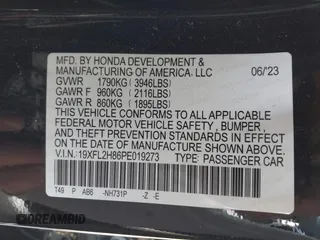 MFD. BY HONDA DEVELOPMENT &
MANUFACTURING OF AMERICA, LLC 06/'23
GVWR 1790KG (3946LBS)
GAWR F 960KG (2116LBS)
GAWR R 860KG (1895LBS)
THIS VEHICLE CONFORMS TO ALL APPLICABLE
FEDERAL MOTOR VEHICLE SAFETY , BUMPER ,
AND THEFT PREVENTION STANDARDS IN EFFECT
ON THE DATE OF MANUFACTURE SHOWN ABOVE.
V.I.N.: 19XFL2H86PE019273 TYPE: PASSENGER CAR
T49 P AB6 -NH731P -Z -E
DREAMBID